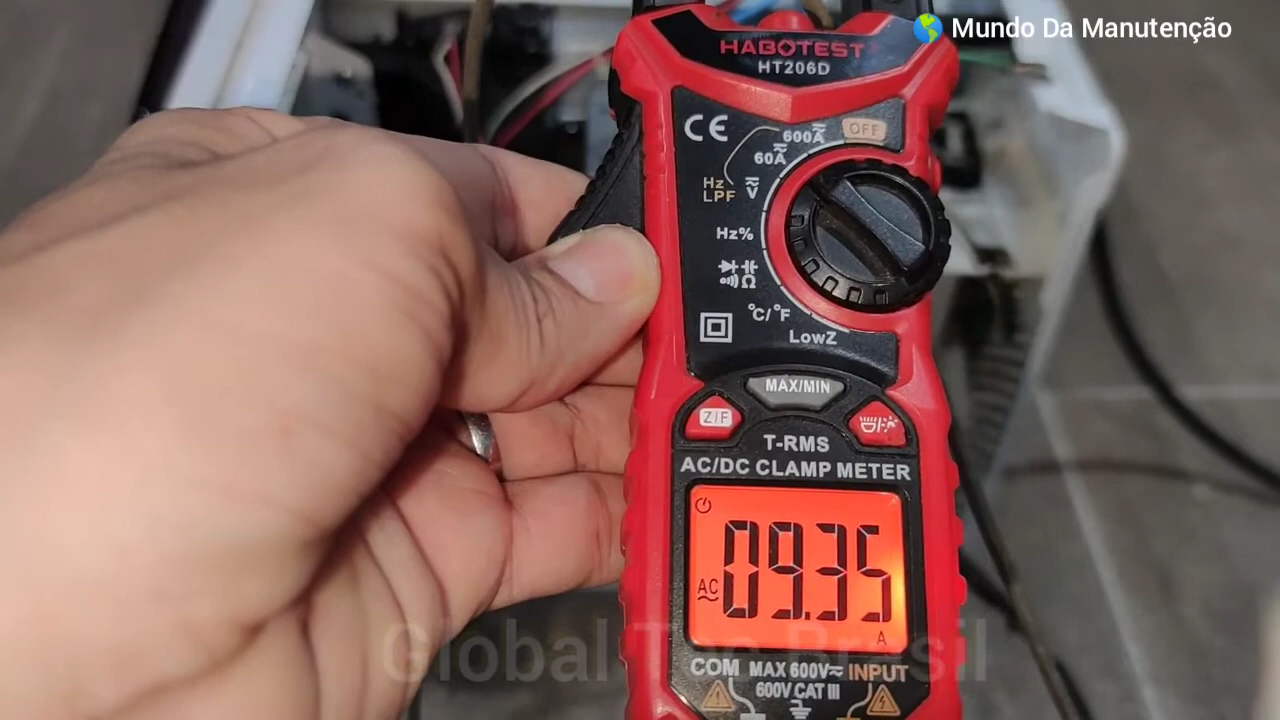 Mundo Da Manutenção
HABOTEST
HT206D
CE
OFF
600A
60A
Hz
LPF
V
Hz%
Ω
°C/°F
LowZ
MAX/MIN
Z/F
T-RMS
AC/DC CLAMP METER
09.35
AC
A
Global Tec Brasil
COM MAX 600V INPUT
600V CAT III